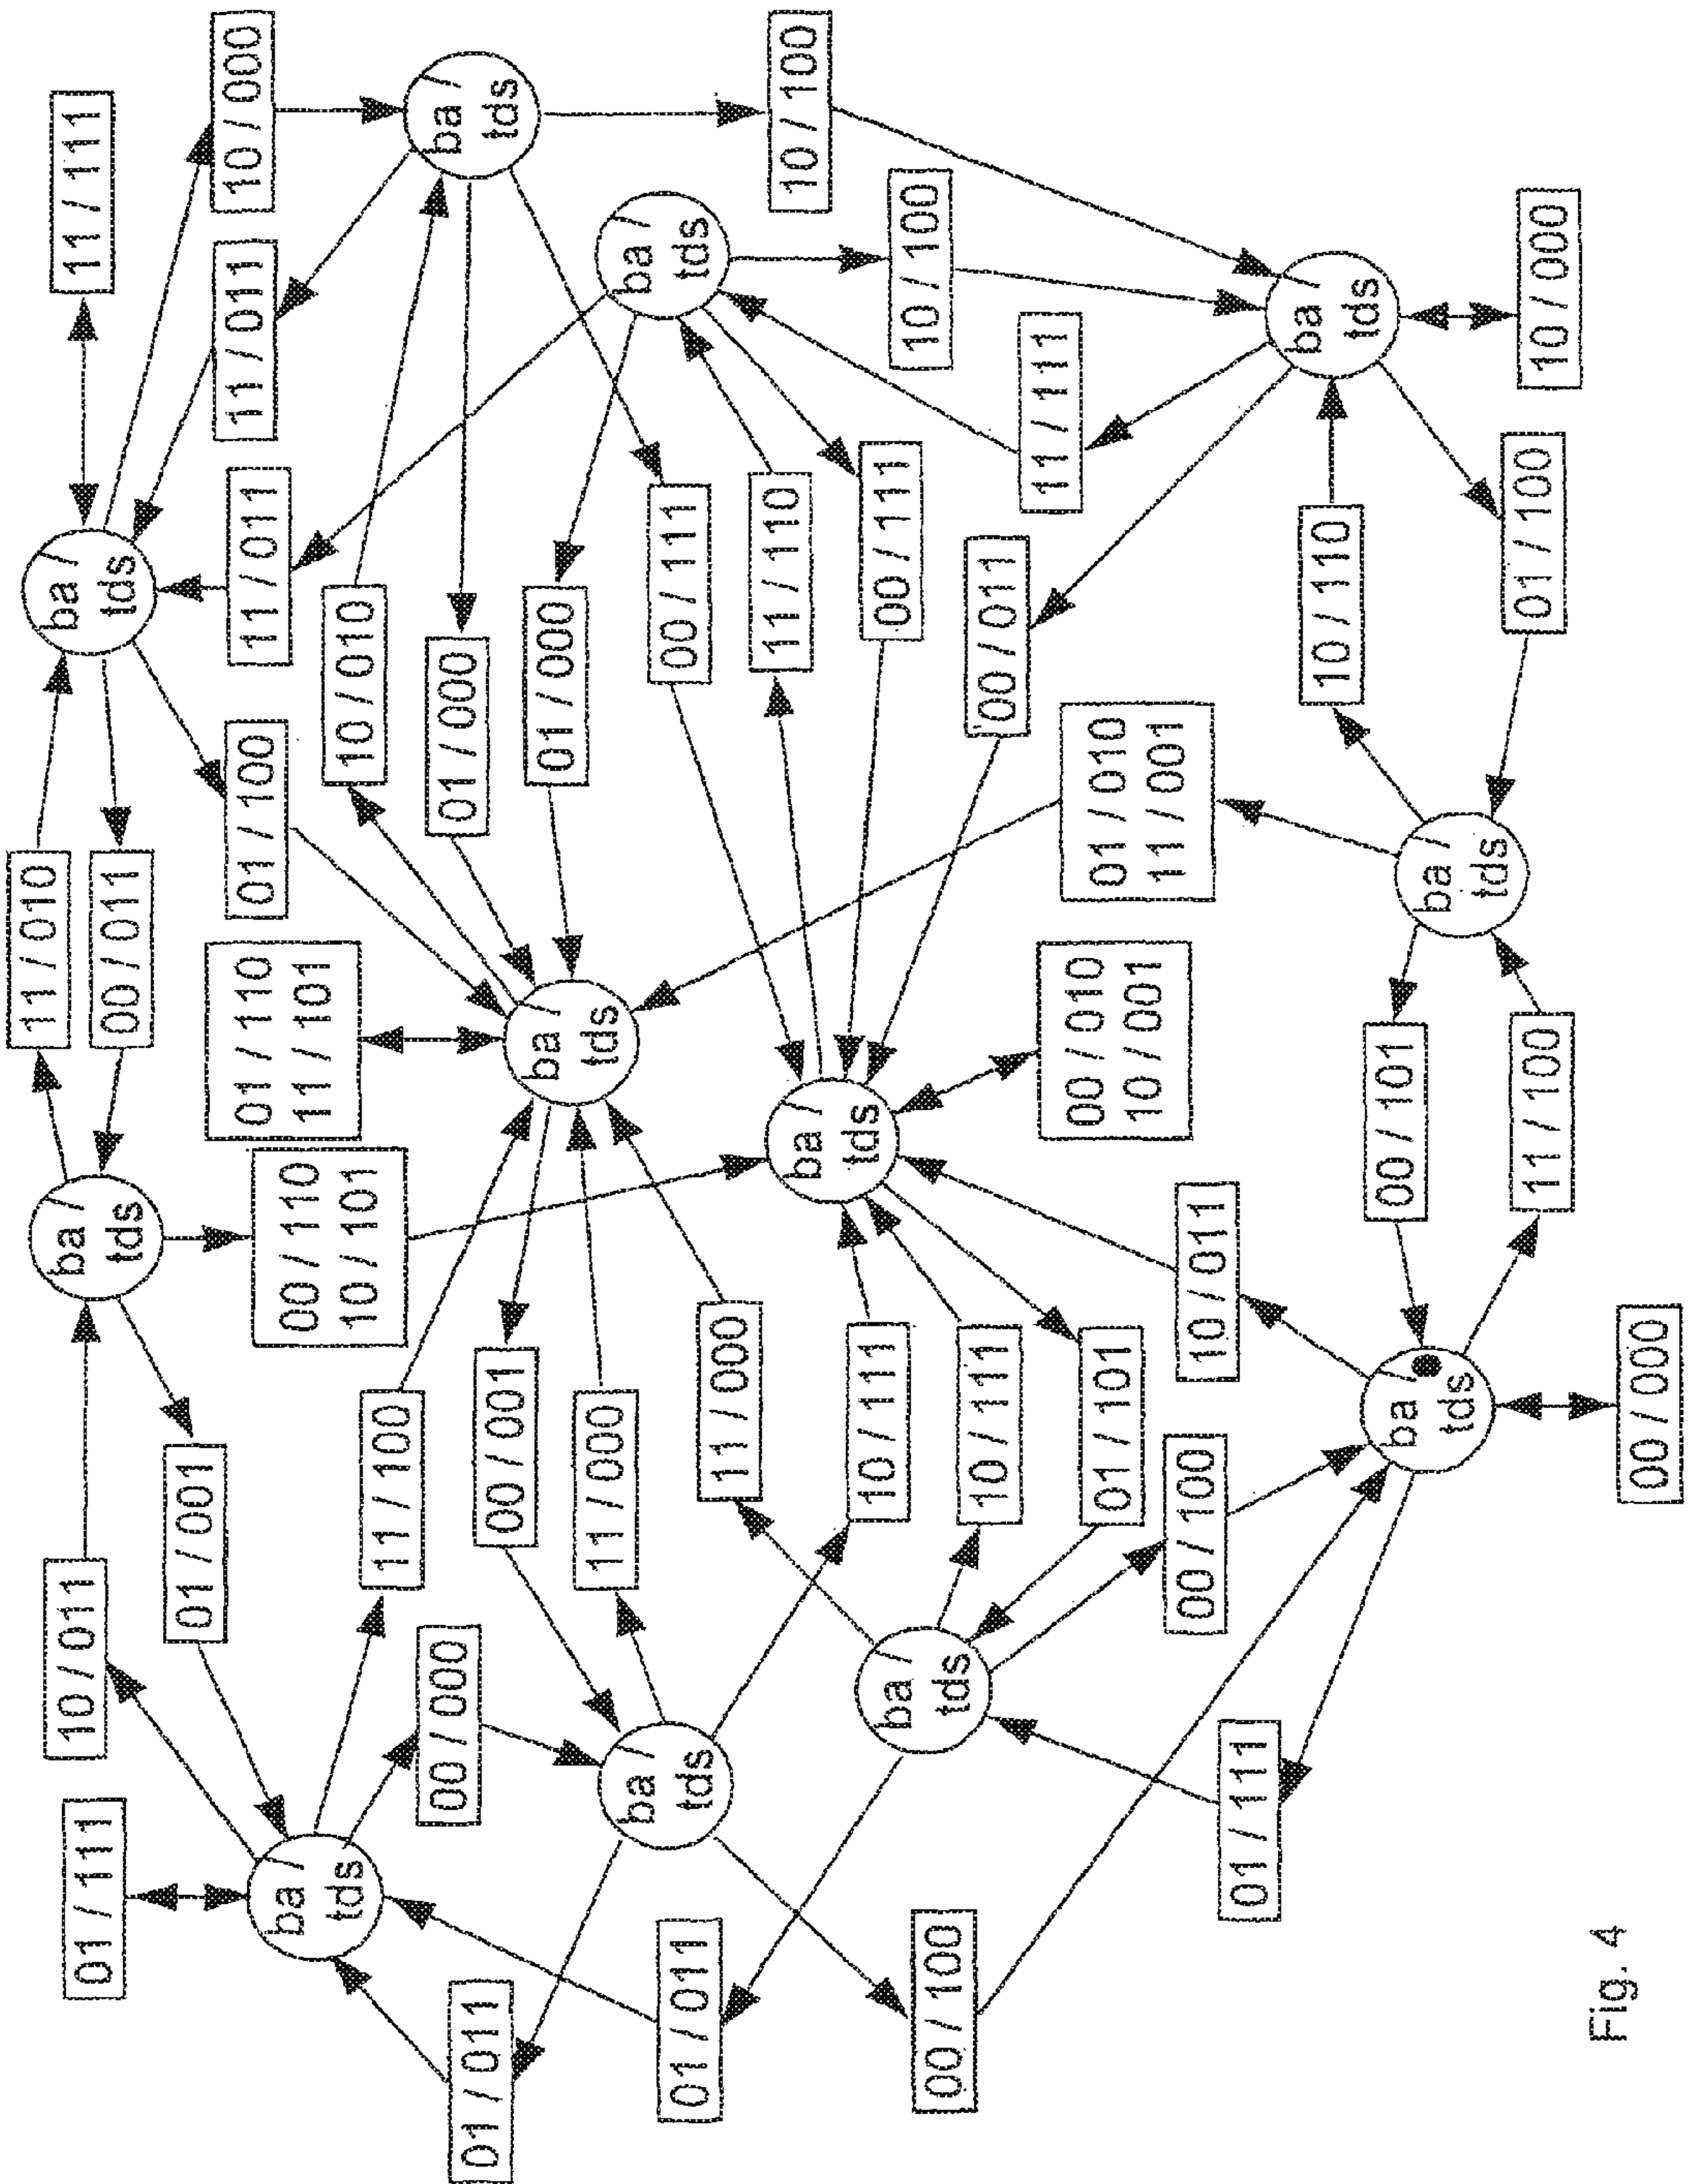 11 / 010
ba /
tds
ba /
tds
10 / 011
11 / 111
01 / 111
00 / 011
01 / 001
10 / 000
11 / 011
01 / 100
11 / 011
01 / 110
11 / 101
ba /
tds
00 / 110
10 / 101
10 / 010
11 / 100
00 / 000
01 / 000
ba /
tds
01 / 011
00 / 001
01 / 000
ba /
tds
11 / 000
ba /
tds
ba /
tds
00 / 111
01 / 011
11 / 000
11 / 110
10 / 100
ba /
tds
10 / 111
00 / 111
ba /
tds
10 / 100
00 / 100
10 / 111
00 / 011
11 / 111
01 / 101
00 / 010
10 / 001
01 / 010
11 / 001
00 / 100
10 / 011
01 / 111
10 / 110
ba /
tds
00 / 101
ba /
tds
ba /
tds
11 / 100
01 / 100
10 / 000
Fig. 4
00 / 000